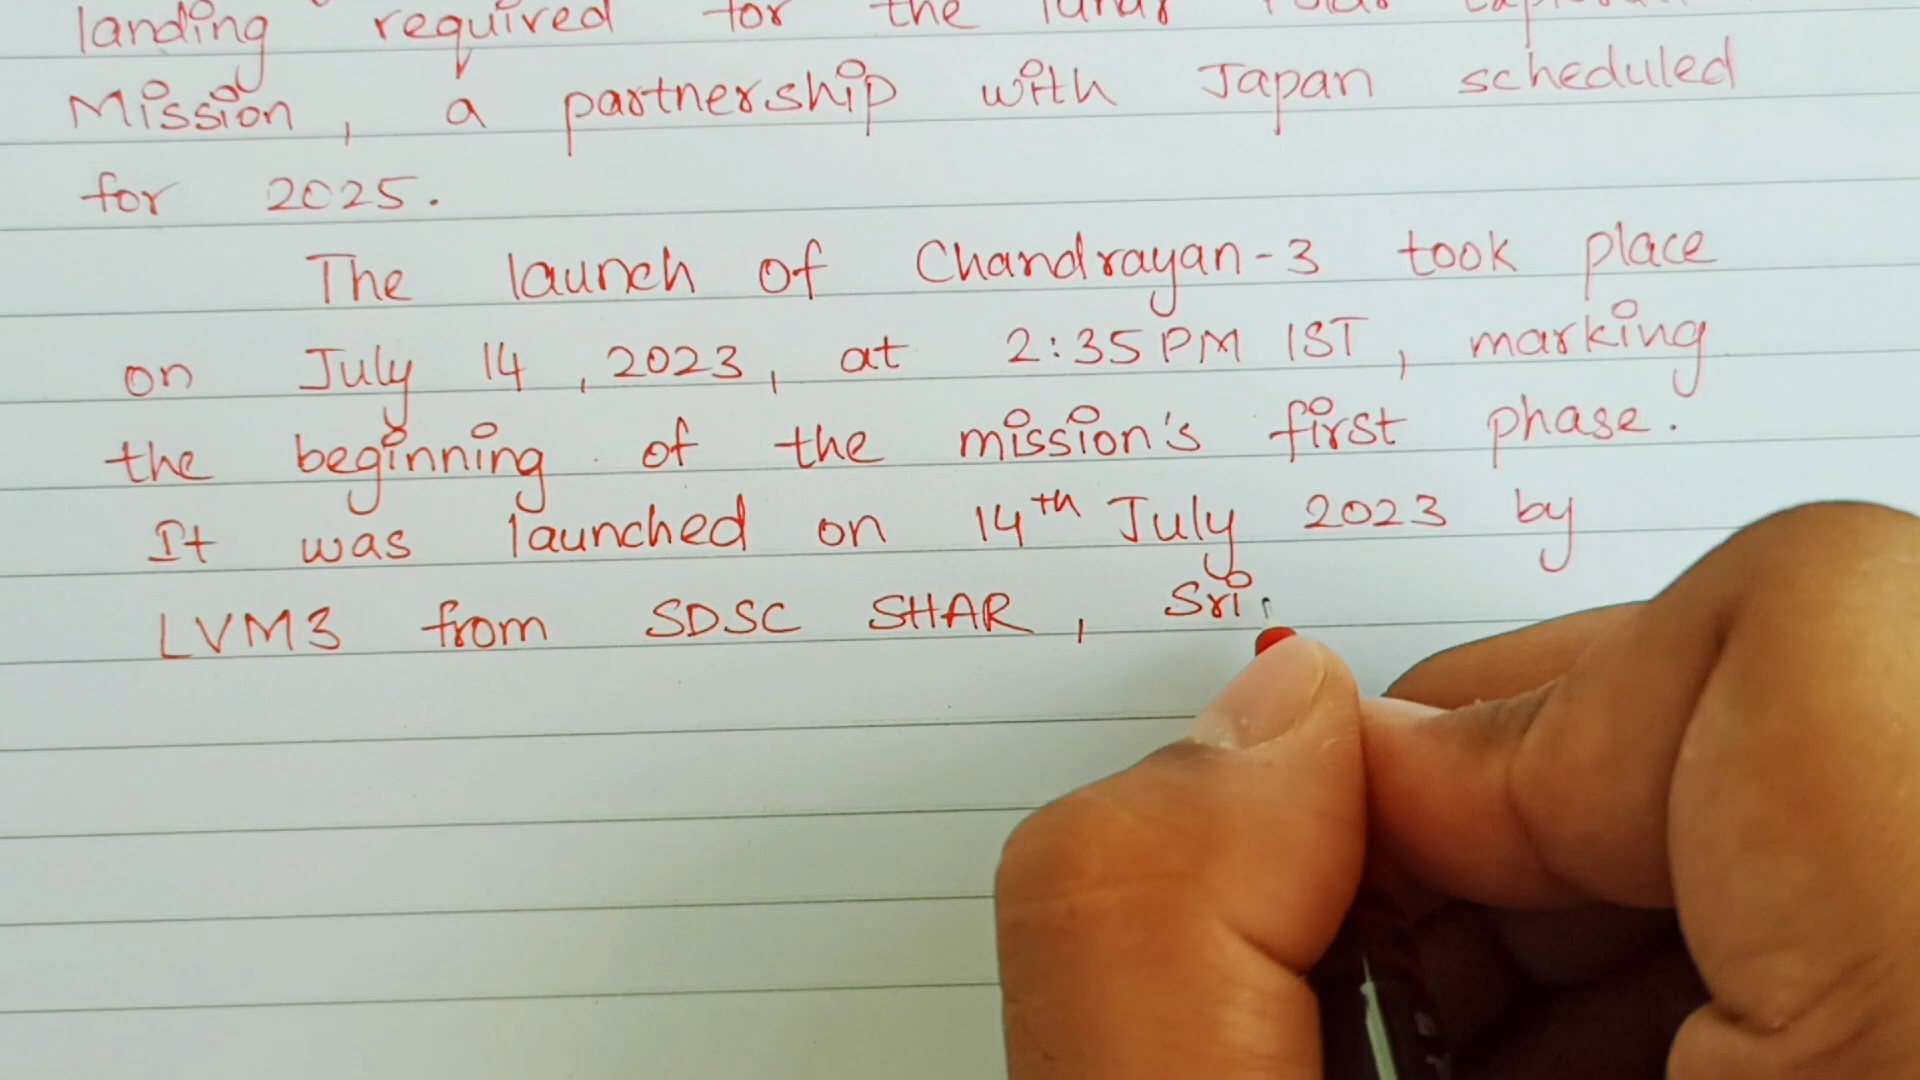 landing required for the lunar
Mission, a partnership with Japan scheduled
for 2025.
The launch of Chandrayan-3 took place
on July 14, 2023, at 2:35PM IST, marking
the beginning of the mission's first phase.
It was launched on 14th July 2023 by
LVM3 from SDSC SHAR, Sri